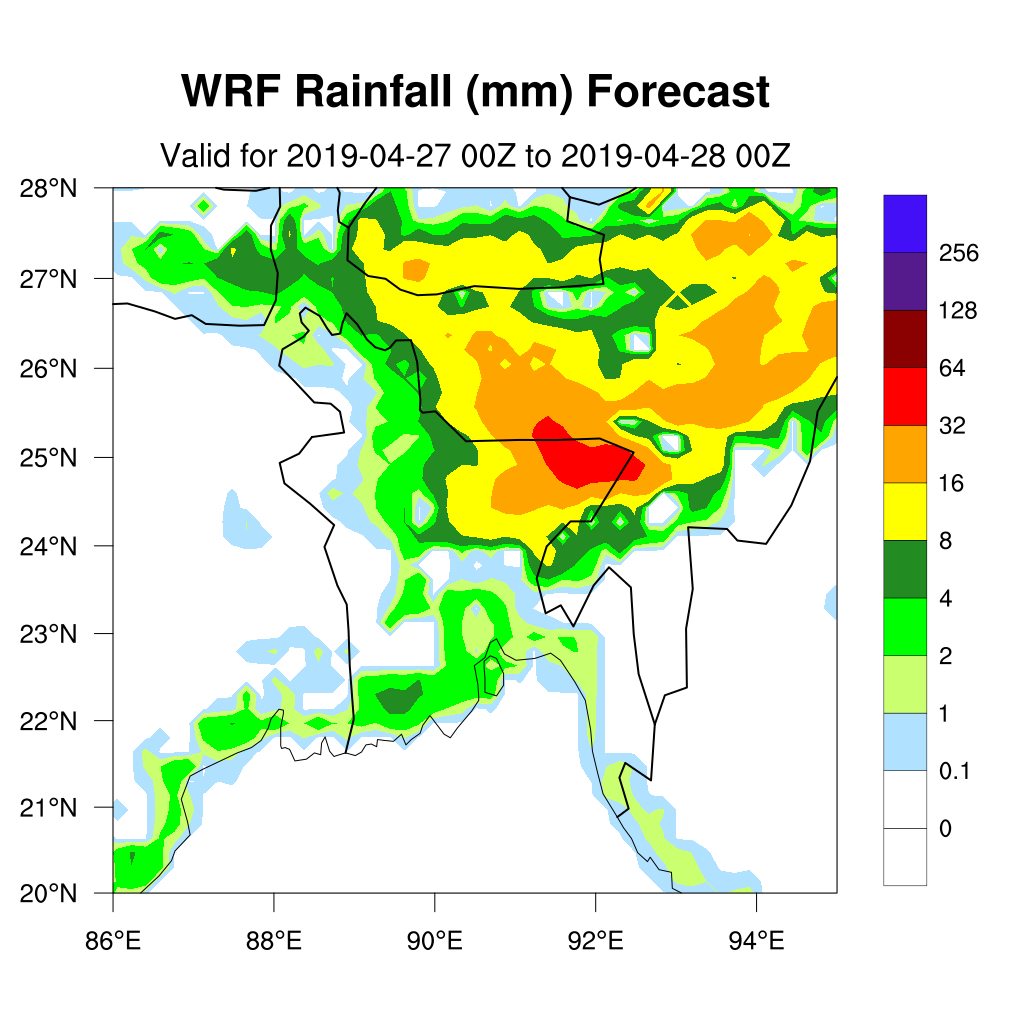 WRF Rainfall (mm) Forecast
Valid for 2019-04-27 00Z to 2019-04-28 00Z
28°N
27°N
26°N
25°N
24°N
23°N
22°N
21°N
20°N
86°E 88°E 90°E 92°E 94°E
256
128
64
32
16
8
4
2
1
0.1
0